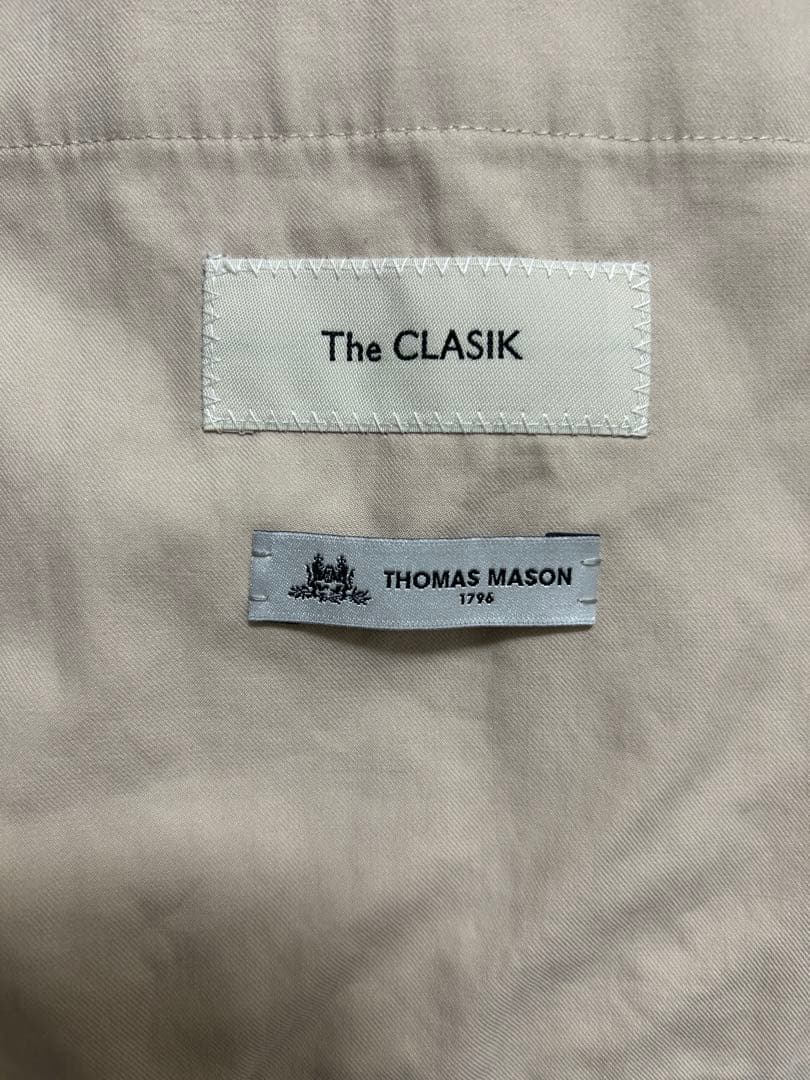 The CLASIK
THOMAS MASON
1796